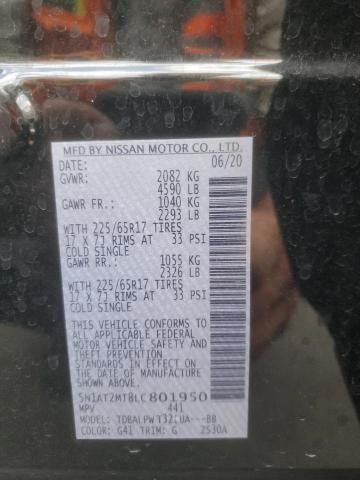 MFD BY NISSAN MOTOR CO., LTD.
DATE: 06/20
GVWR: 2082 KG
4590 LB
GAWR FR: 1040 KG
2293 LB
WITH 225/65R17 TIRES
17 X 7J RIMS AT 33 PSI
COLD SINGLE
GAWR RR: 1055 KG
2326 LB
WITH 225/65R17 TIRES
17 X 7J RIMS AT 33 PSI
COLD SINGLE
THIS VEHICLE CONFORMS TO
ALL APPLICABLE FEDERAL
MOTOR VEHICLE SAFETY
STANDARDS IN EFFECT ON
THE DATE OF MANUFACTURE
SHOWN ABOVE.
5N1AT2MT8LC801950
MPV 441
MODEL:
COLOR: G41 TRIM: G 2530A